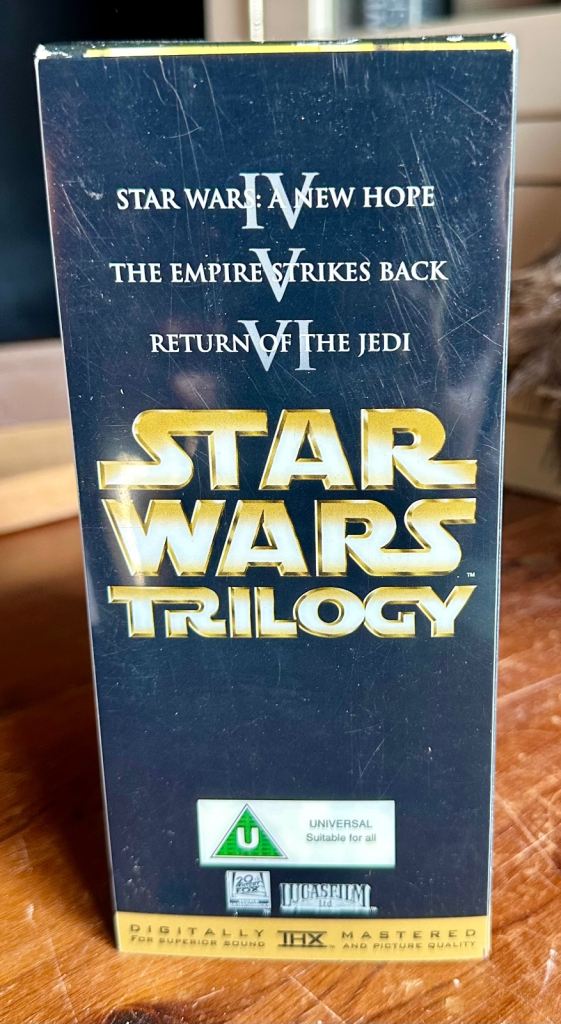 IV
STAR WARS: A NEW HOPE
V
THE EMPIRE STRIKES BACK
VI
RETURN OF THE JEDI
STAR
WARS
TRILOGY
™
U
UNIVERSAL
Suitable for all
20th
CENTURY
FOX
LUCASFILM
Ltd
DIGITALLY THX MASTERED
FOR SUPERIOR SOUND AND PICTURE QUALITY